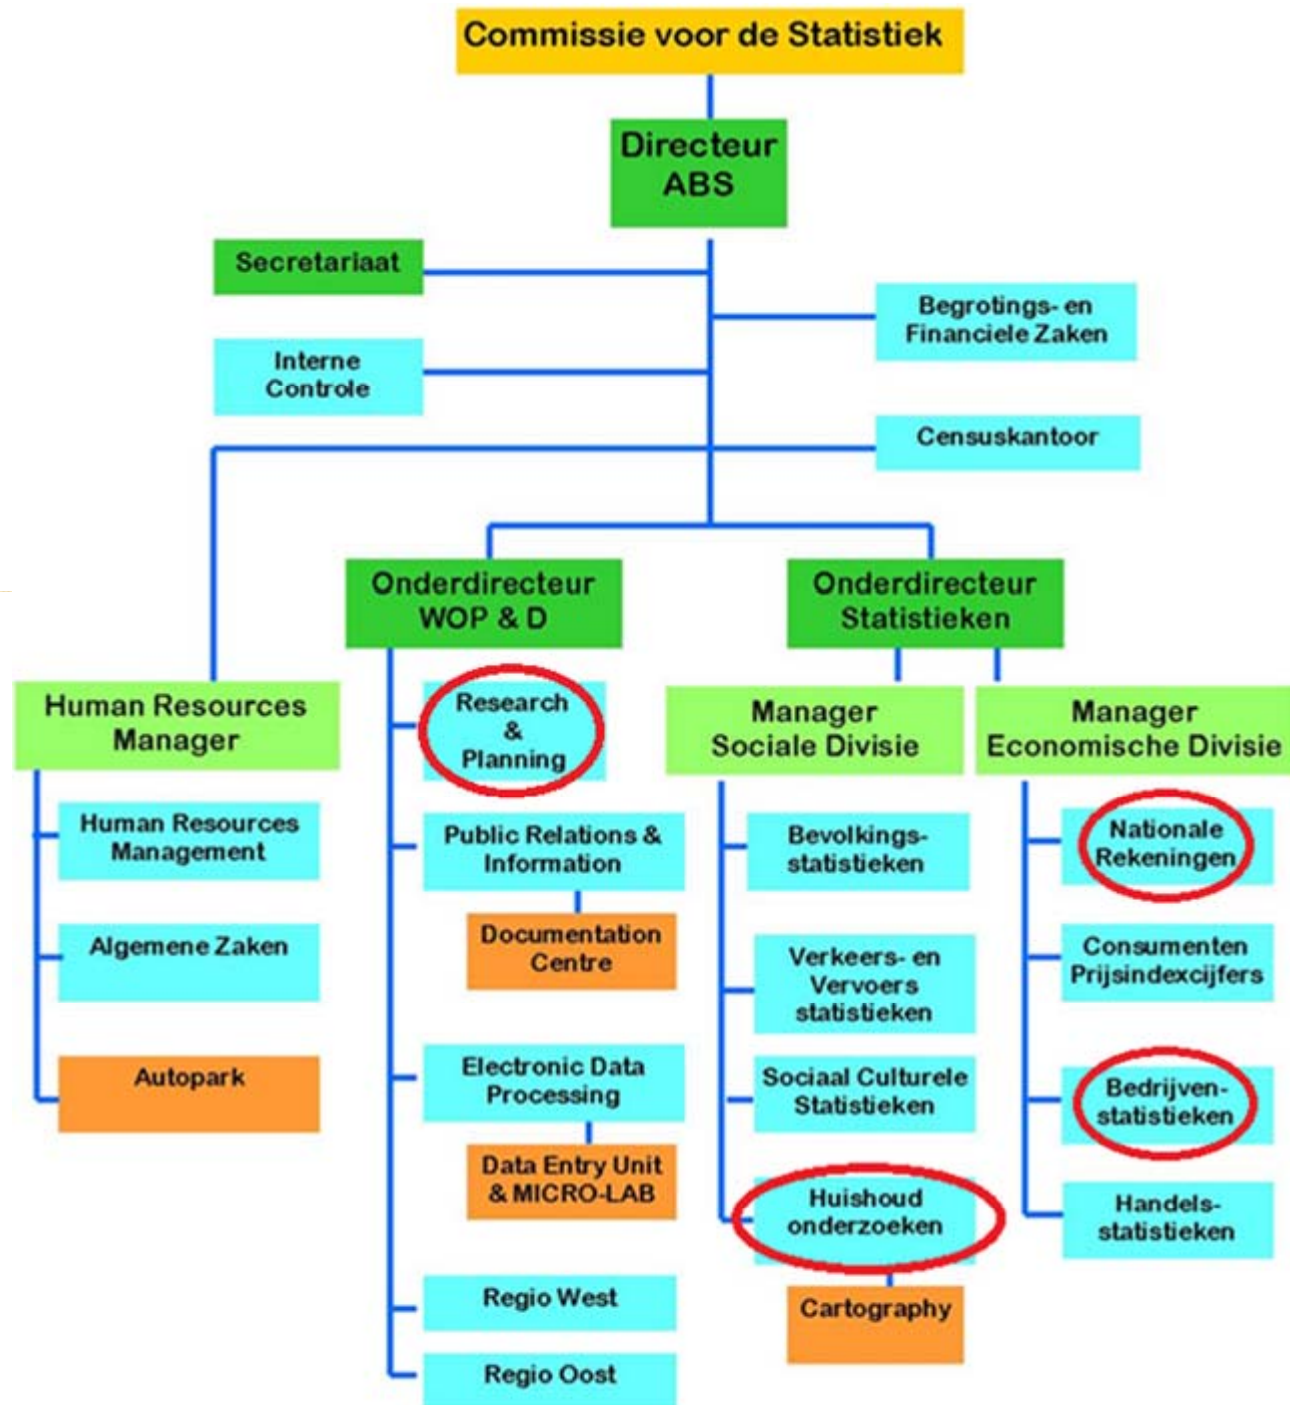 Commissie voor de Statistiek
Directeur
ABS
Secretariaat
Begrotings- en
Financiele Zaken
Interne
Controle
Censuskantoor
Onderdirecteur
WOP & D
Onderdirecteur
Statistieken
Human Resources
Manager
Human Resources
Management
Algemene Zaken
Autopark
Research
&
Planning
Public Relations &
Information
Documentation
Centre
Electronic Data
Processing
Data Entry Unit
& MICRO-LAB
Regio West
Regio Oost
Manager
Sociale Divisie
Bevolkings-
statistieken
Verkeers- en
Vervoers
statistieken
Sociaal Culturele
Statistieken
Huishoud
onderzoeken
Cartography
Manager
Economische Divisie
Nationale
Rekeningen
Consumenten
Prijsindexcijfers
Bedrijven-
statistieken
Handels-
statistieken